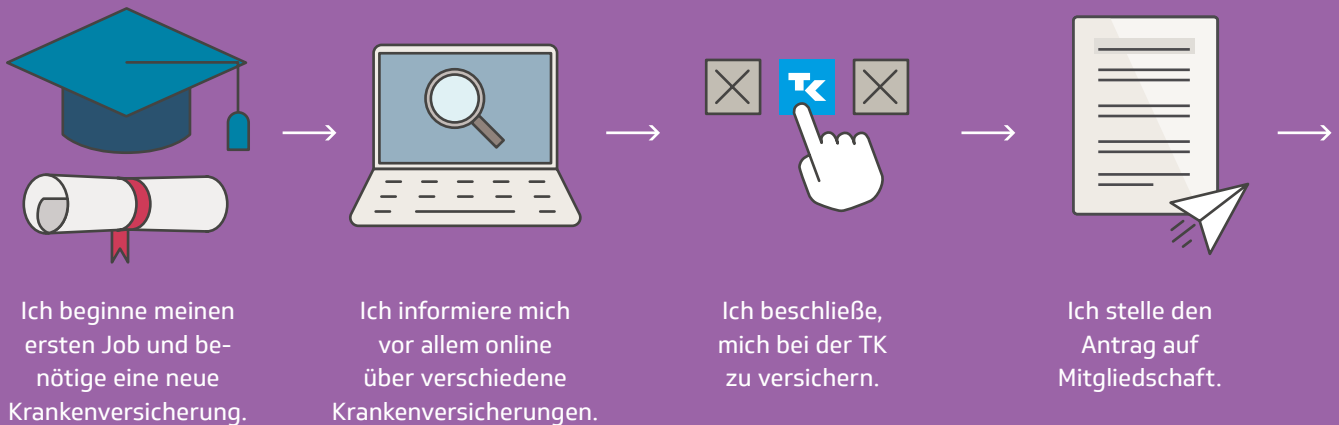 TK
Ich beginne meinen
ersten Job und be-
nötige eine neue
Krankenversicherung.
Ich informiere mich
vor allem online
über verschiedene
Krankenversicherungen.
Ich beschließe,
mich bei der TK
zu versichern.
Ich stelle den
Antrag auf
Mitgliedschaft.